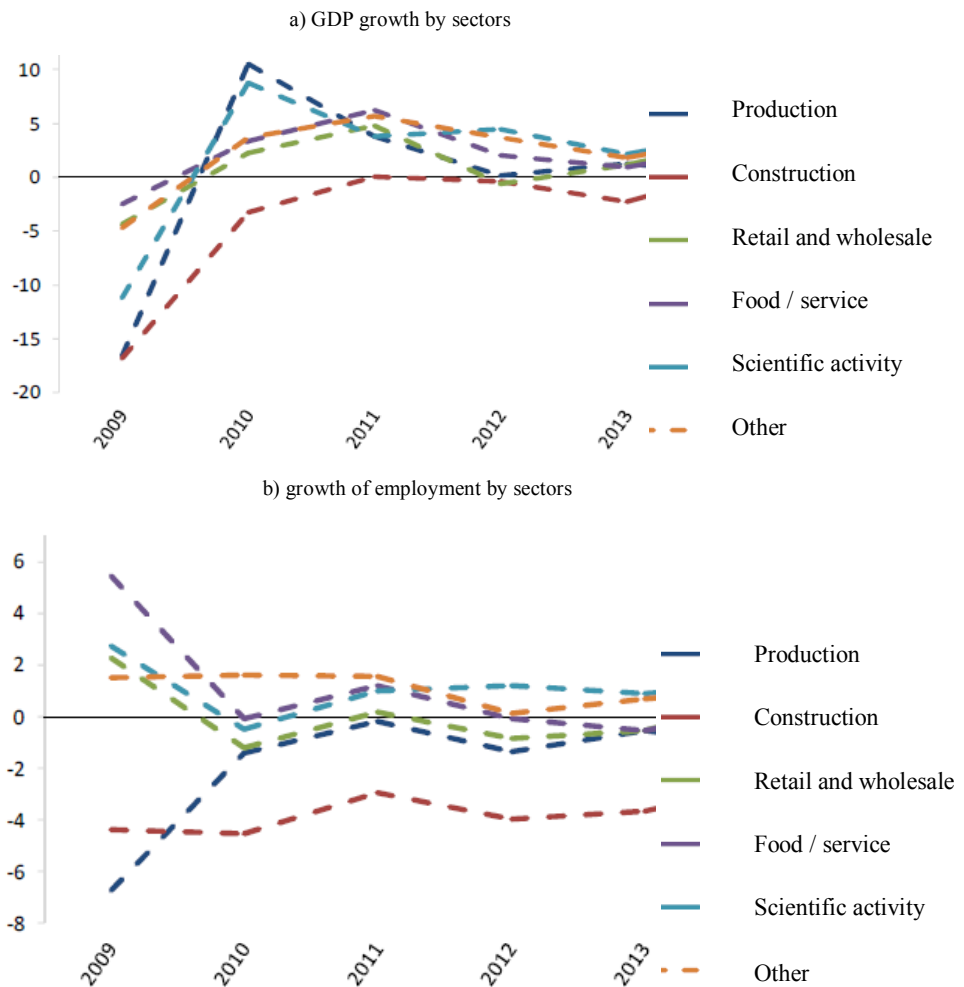 a) GDP growth by sectors
10
5
0
-5
-10
-15
-20
2009
2010
2011
2012
2013
Production
Construction
Retail and wholesale
Food / service
Scientific activity
Other
b) growth of employment by sectors
6
4
2
0
-2
-4
-6
-8
2009
2010
2011
2012
2013
Production
Construction
Retail and wholesale
Food / service
Scientific activity
Other